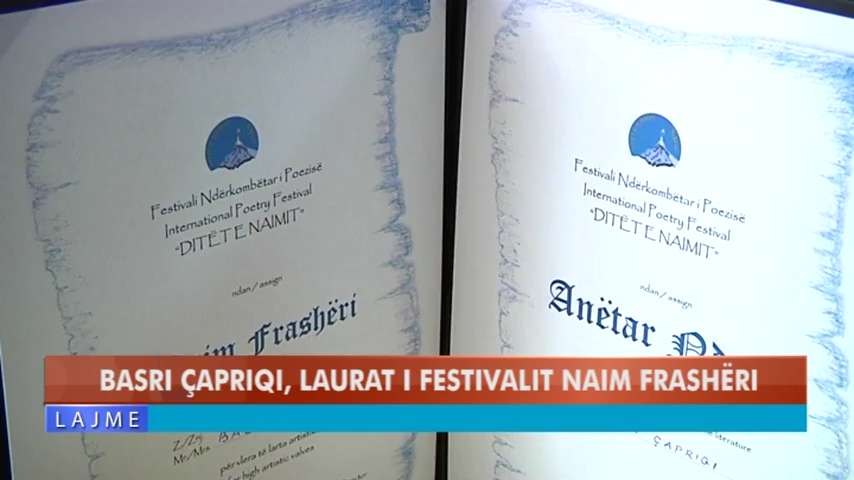 Festivali Ndërkombëtar i Poezisë
International Poetry Festival
"DITËT E NAIMIT"
ndan / assign
Frashëri
Z/Znj
Mr/Mrs
për vlera të larta artistike
for high artistic valves
Festivali Ndërkombëtar i Poezisë
International Poetry Festival
"DITËT E NAIMIT"
ndan / assign
Anëtar
literature
ÇAPRIQI
BASRI ÇAPRIQI, LAURAT I FESTIVALIT NAIM FRASHËRI
LAJME